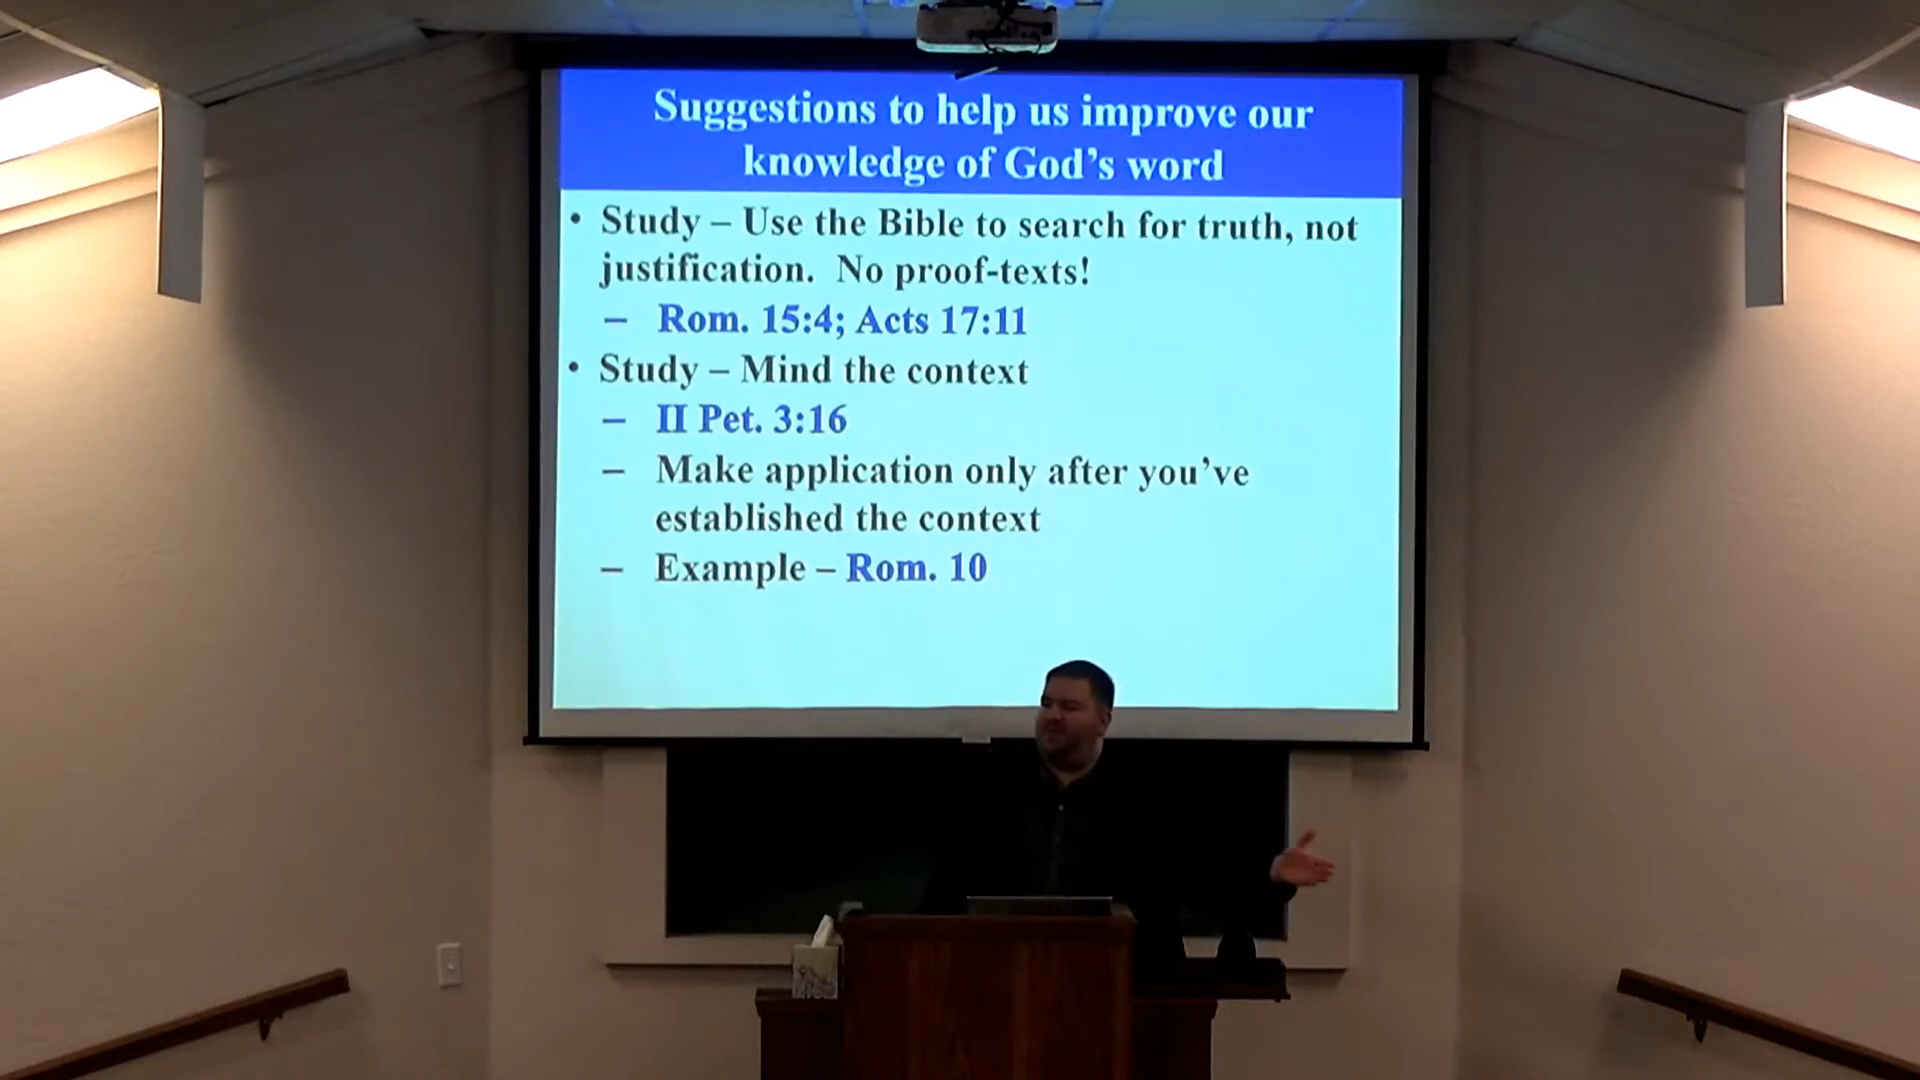 Suggestions to help us improve our
knowledge of God's word
• Study – Use the Bible to search for truth, not
justification. No proof-texts!
– Rom. 15:4; Acts 17:11
• Study – Mind the context
– II Pet. 3:16
– Make application only after you've
established the context
– Example – Rom. 10